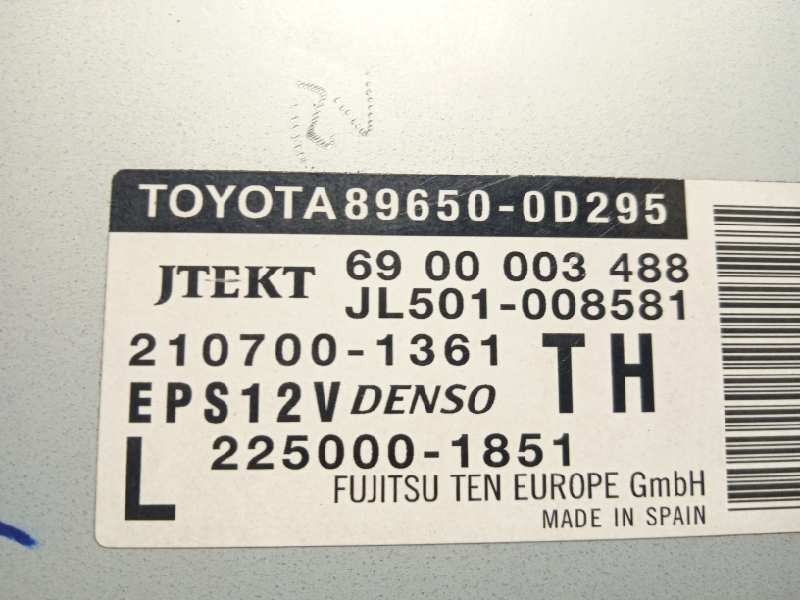 TOYOTA 89650-0D295
JTEKT 69 00 003 488
JL501-008581
210700-1361 TH
EPS12V DENSO
L 225000-1851
FUJITSU TEN EUROPE GmbH
MADE IN SPAIN